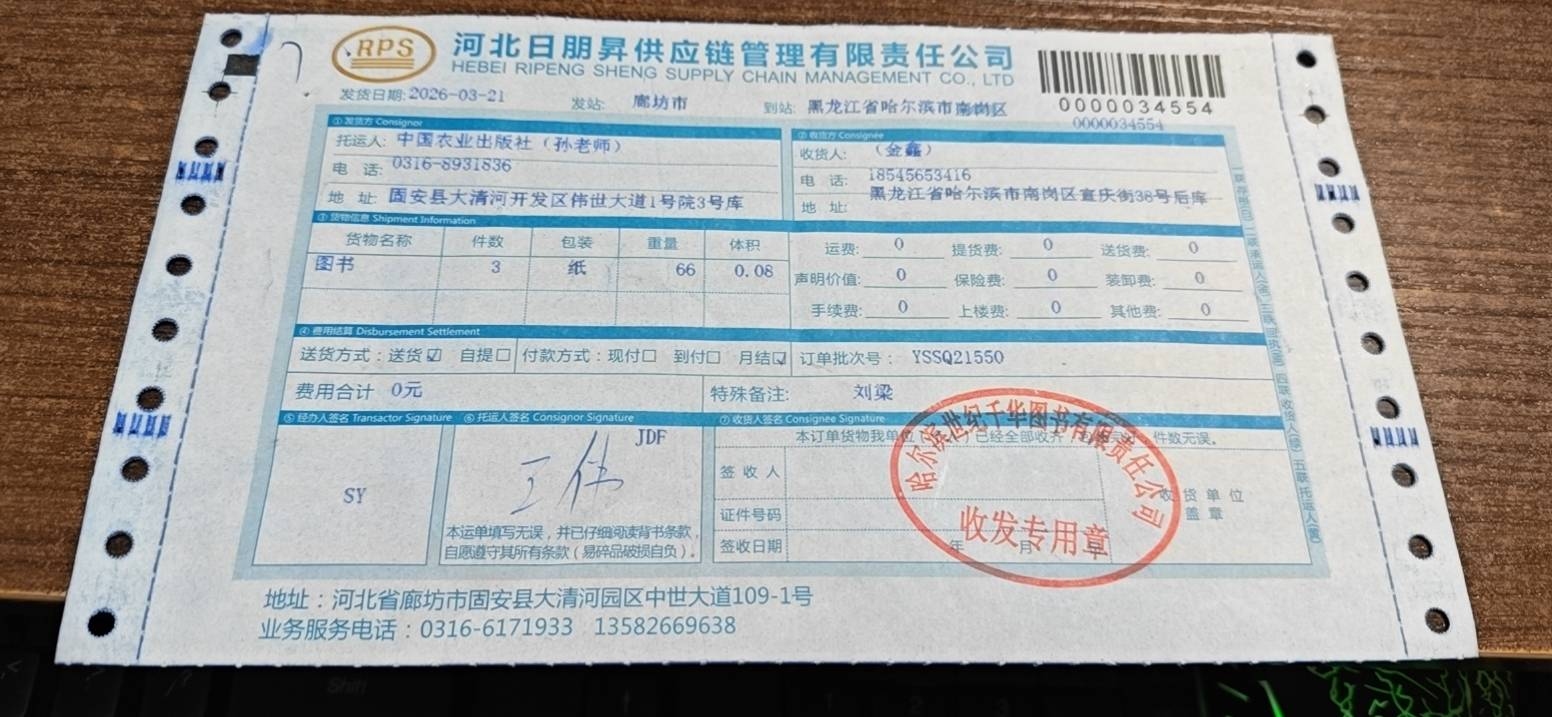 RPS
河北日朋昇供应链管理有限责任公司
HEBEI RIPENG SHENG SUPPLY CHAIN MANAGEMENT CO., LTD
0000034554
0000034554
发货日期:2026-03-21 发站: 廊坊市 到站: 黑龙江省哈尔滨市南岗区
①发货方 Consignor
托运人: 中国农业出版社（孙老师）
电 话: 0316-8931836
地 址: 固安县大清河开发区伟世大道1号院3号库
②收货方 Consignee
收货人: （金鑫）
电 话: 18545653416
地 址: 黑龙江省哈尔滨市南岗区宣庆街38号后库
③货物信息 Shipment Information
货物名称 件数 包装 重量 体积
图书 3 纸 66 0.08
运费: 0 提货费: 0 送货费: 0
声明价值: 0 保险费: 0 装卸费: 0
手续费: 0 上楼费: 0 其他费: 0
④费用结算 Disbursement Settlement
送货方式：送货☑ 自提☐ 付款方式：现付☐ 到付☐ 月结☑ 订单批次号： YSSQ21550
费用合计 0元 特殊备注: 刘梁
⑤经办人签名 Transactor Signature
SY
⑥托运人签名 Consignor Signature
JDF
王伟
本运单填写无误，并已仔细阅读背书条款，
自愿遵守其所有条款（易碎品破损自负）。
⑦收货人签名 Consignee Signature
本订单货物我单位 已经全部收齐 件数无误。
签 收 人
证件号码
签收日期 年 月
收 货 单 位
盖 章
哈尔滨世纪千华图书有限责任公司
收发专用章
地址：河北省廊坊市固安县大清河园区中世大道109-1号
业务服务电话：0316-6171933 13582669638